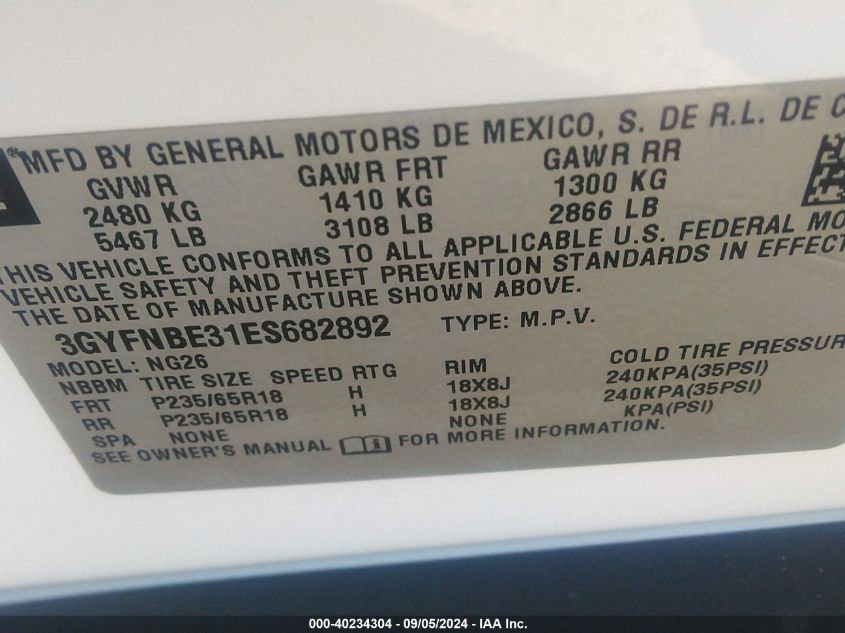 MFD BY GENERAL MOTORS DE MEXICO, S. DE R.L. DE C
GVWR GAWR FRT GAWR RR
2480 KG 1410 KG 1300 KG
5467 LB 3108 LB 2866 LB
THIS VEHICLE CONFORMS TO ALL APPLICABLE U.S. FEDERAL MO
VEHICLE SAFETY AND THEFT PREVENTION STANDARDS IN EFFECT
THE DATE OF MANUFACTURE SHOWN ABOVE.
3GYFNBE31ES682892 TYPE: M.P.V.
MODEL: NG26
NBBM TIRE SIZE SPEED RTG RIM COLD TIRE PRESSUR
FRT P235/65R18 H 18X8J 240KPA(35PSI)
RR P235/65R18 H 18X8J 240KPA(35PSI)
SPA NONE NONE KPA(PSI)
SEE OWNER'S MANUAL FOR MORE INFORMATION.
000-40234304 - 09/05/2024 - IAA Inc.